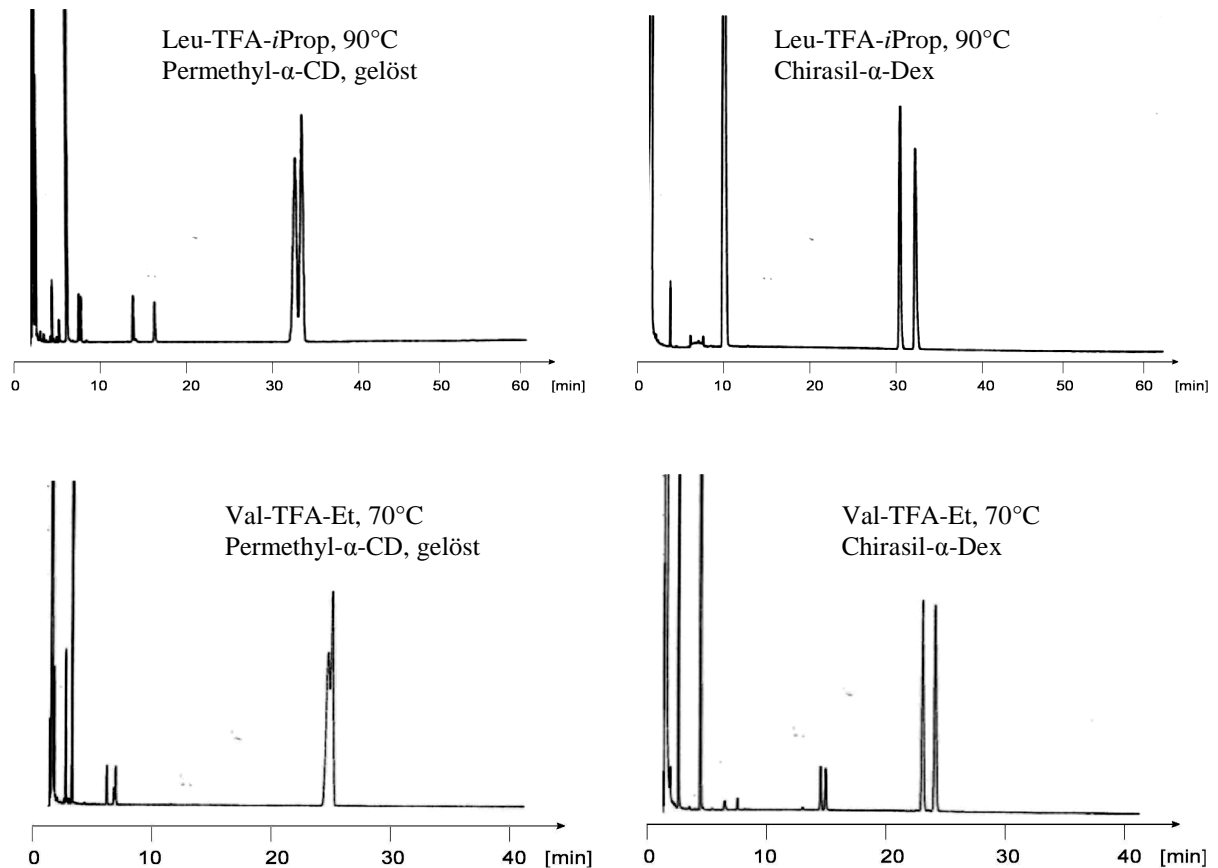 Leu-TFA-iProp, 90°C
Permethyl-α-CD, gelöst
0 10 20 30 40 50 60 [min]
Leu-TFA-iProp, 90°C
Chirasil-α-Dex
0 10 20 30 40 50 60 [min]
Val-TFA-Et, 70°C
Permethyl-α-CD, gelöst
0 10 20 30 40 [min]
Val-TFA-Et, 70°C
Chirasil-α-Dex
0 10 20 30 40 [min]